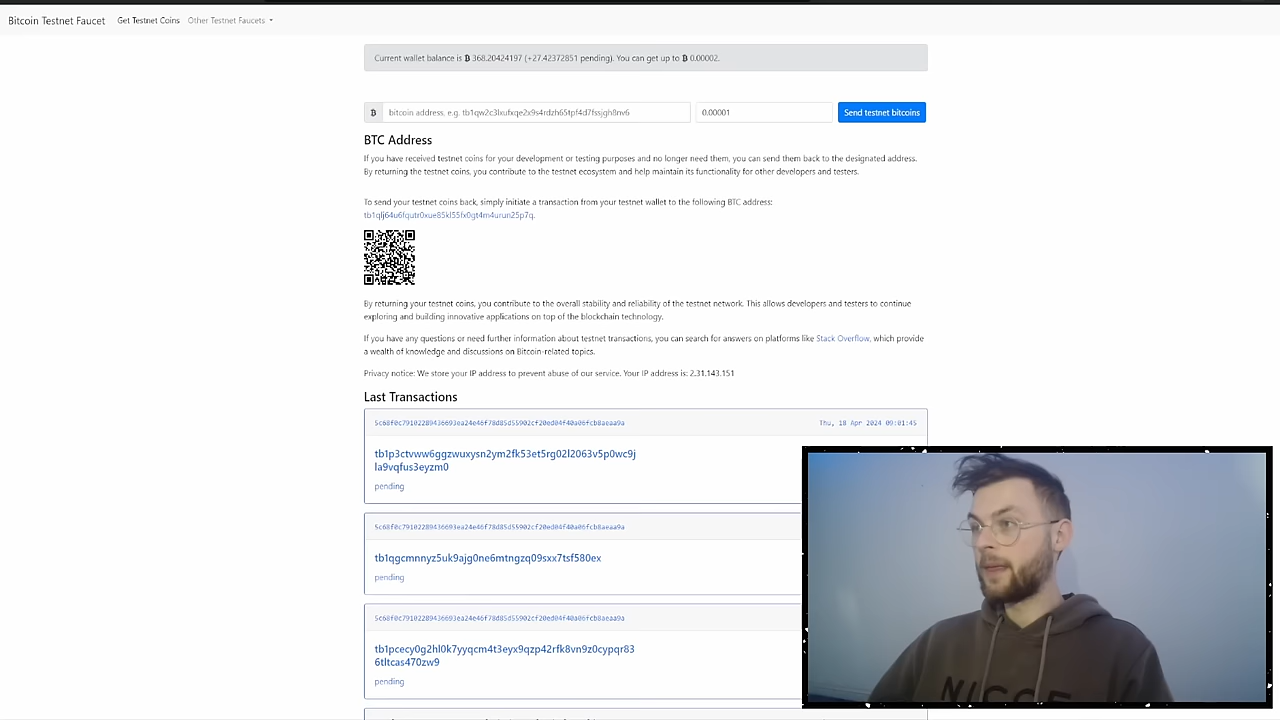 Bitcoin Testnet Faucet Get Testnet Coins Other Testnet Faucets
Current wallet balance is ₿ 368.20424197 (+27.42372851 pending). You can get up to ₿ 0.00002.
₿ bitcoin address, e.g. tb1qw2c3lxufxqe2x9s4rdzh65tpf4d7fssjgh8nv6 0.00001 Send testnet bitcoins
BTC Address
If you have received testnet coins for your development or testing purposes and no longer need them, you can send them back to the designated address.
By returning the testnet coins, you contribute to the testnet ecosystem and help maintain its functionality for other developers and testers.
To send your testnet coins back, simply initiate a transaction from your testnet wallet to the following BTC address:
tb1qlj64u6fqutr0xue85kl55fx0gt4m4urun25p7q.
By returning your testnet coins, you contribute to the overall stability and reliability of the testnet network. This allows developers and testers to continue
exploring and building innovative applications on top of the blockchain technology.
If you have any questions or need further information about testnet transactions, you can search for answers on platforms like Stack Overflow, which provide
a wealth of knowledge and discussions on Bitcoin-related topics.
Privacy notice: We store your IP address to prevent abuse of our service. Your IP address is: 2.31.143.151
Last Transactions
5c68f0c79102289436693ea24e46f78d85d55902cf20ed04f40a06fcb8aeaa9a Thu, 18 Apr 2024 09:01:45
tb1p3ctvww6ggzwuxysn2ym2fk53et5rg02l2063v5p0wc9j
la9vqfus3eyzm0
pending
5c68f0c79102289436693ea24e46f78d85d55902cf20ed04f40a06fcb8aeaa9a
tb1qgcmnnyz5uk9ajg0ne6mtngzq09sxx7tsf580ex
pending
5c68f0c79102289436693ea24e46f78d85d55902cf20ed04f40a06fcb8aeaa9a
tb1pcecy0g2hl0k7yyqcm4t3eyx9qzp42rfk8vn9z0cypqr83
6tltcas470zw9
pending